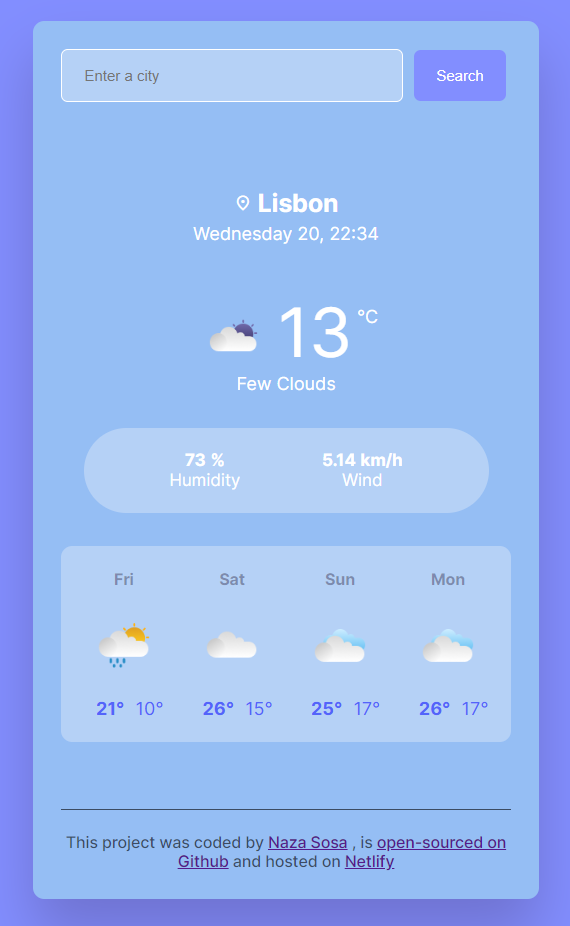 Enter a city
Search
Lisbon
Wednesday 20, 22:34
13 °C
Few Clouds
73 % 5.14 km/h
Humidity Wind
Fri Sat Sun Mon
21° 10° 26° 15° 25° 17° 26° 17°
This project was coded by Naza Sosa , is open-sourced on
Github and hosted on Netlify